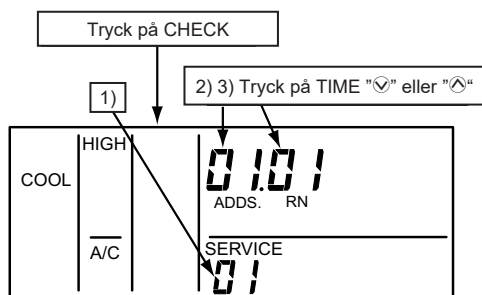 Tryck på CHECK
1)
2) 3) Tryck på TIME "⌄" eller "⌃"
HIGH
COOL
01.01
ADDS. RN
A/C
SERVICE
01